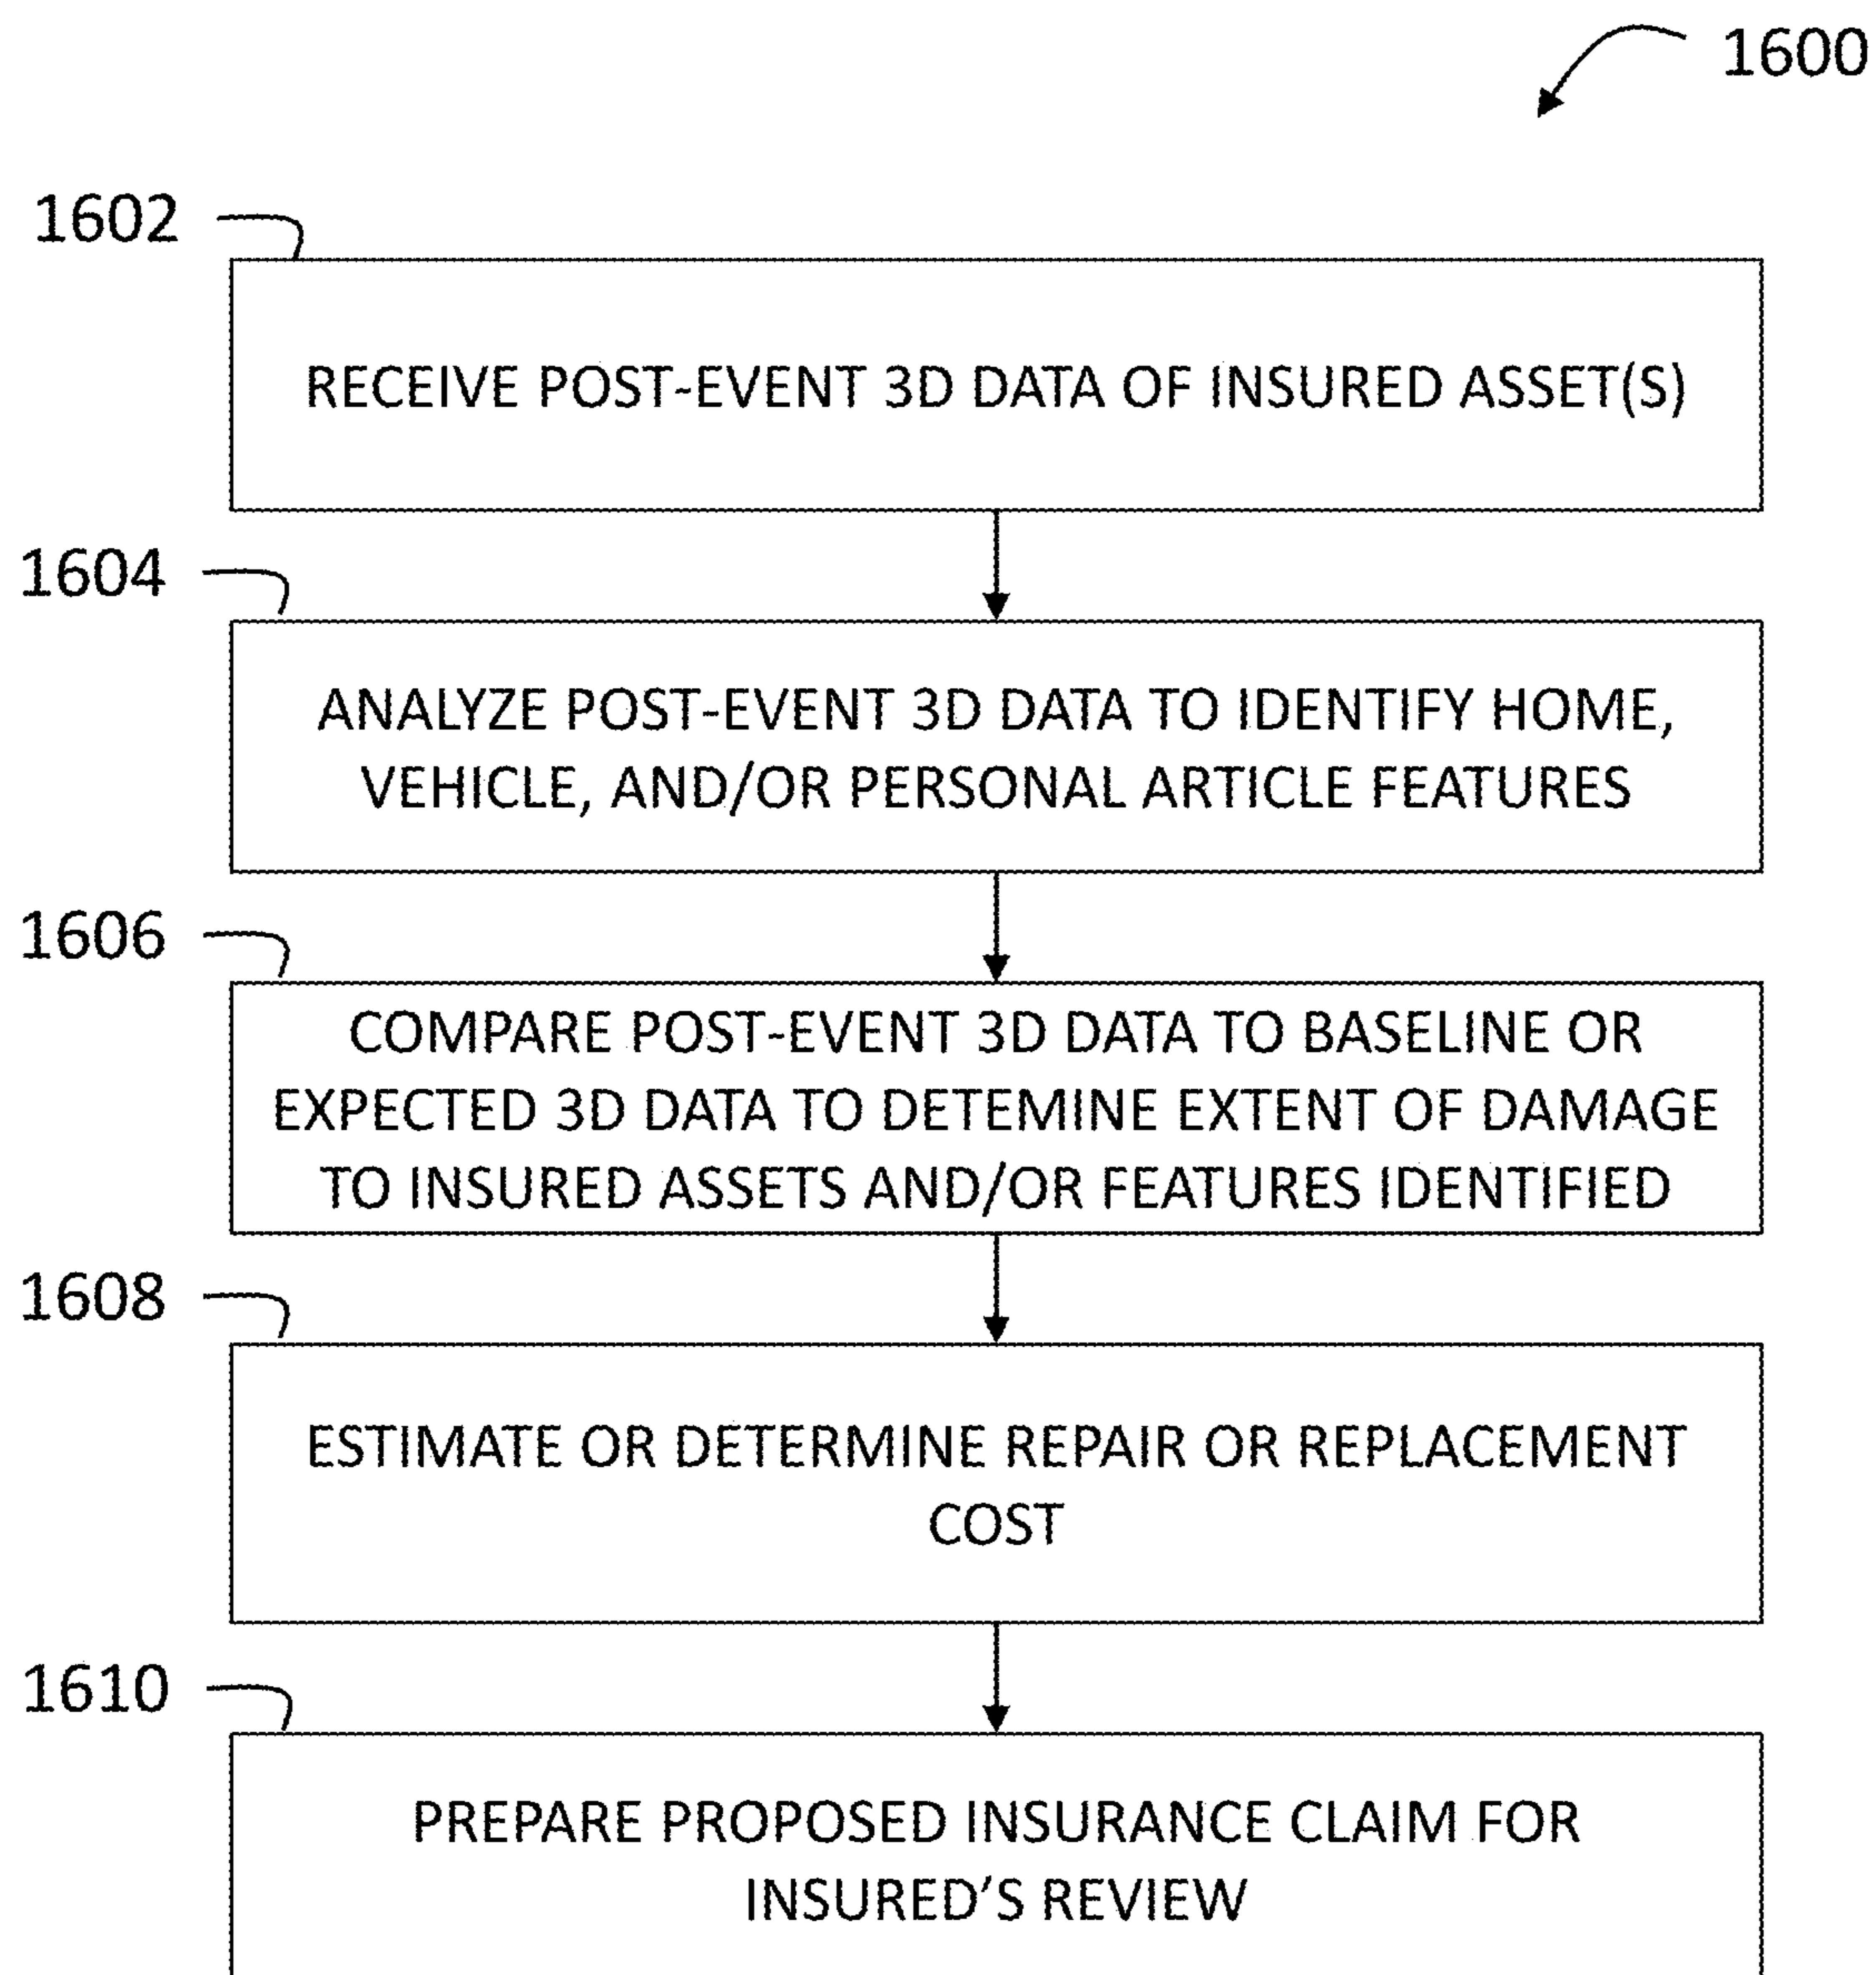 1600
1602
RECEIVE POST-EVENT 3D DATA OF INSURED ASSET(S)
1604
ANALYZE POST-EVENT 3D DATA TO IDENTIFY HOME,
VEHICLE, AND/OR PERSONAL ARTICLE FEATURES
1606
COMPARE POST-EVENT 3D DATA TO BASELINE OR
EXPECTED 3D DATA TO DETEMINE EXTENT OF DAMAGE
TO INSURED ASSETS AND/OR FEATURES IDENTIFIED
1608
ESTIMATE OR DETERMINE REPAIR OR REPLACEMENT
COST
1610
PREPARE PROPOSED INSURANCE CLAIM FOR
INSURED’S REVIEW